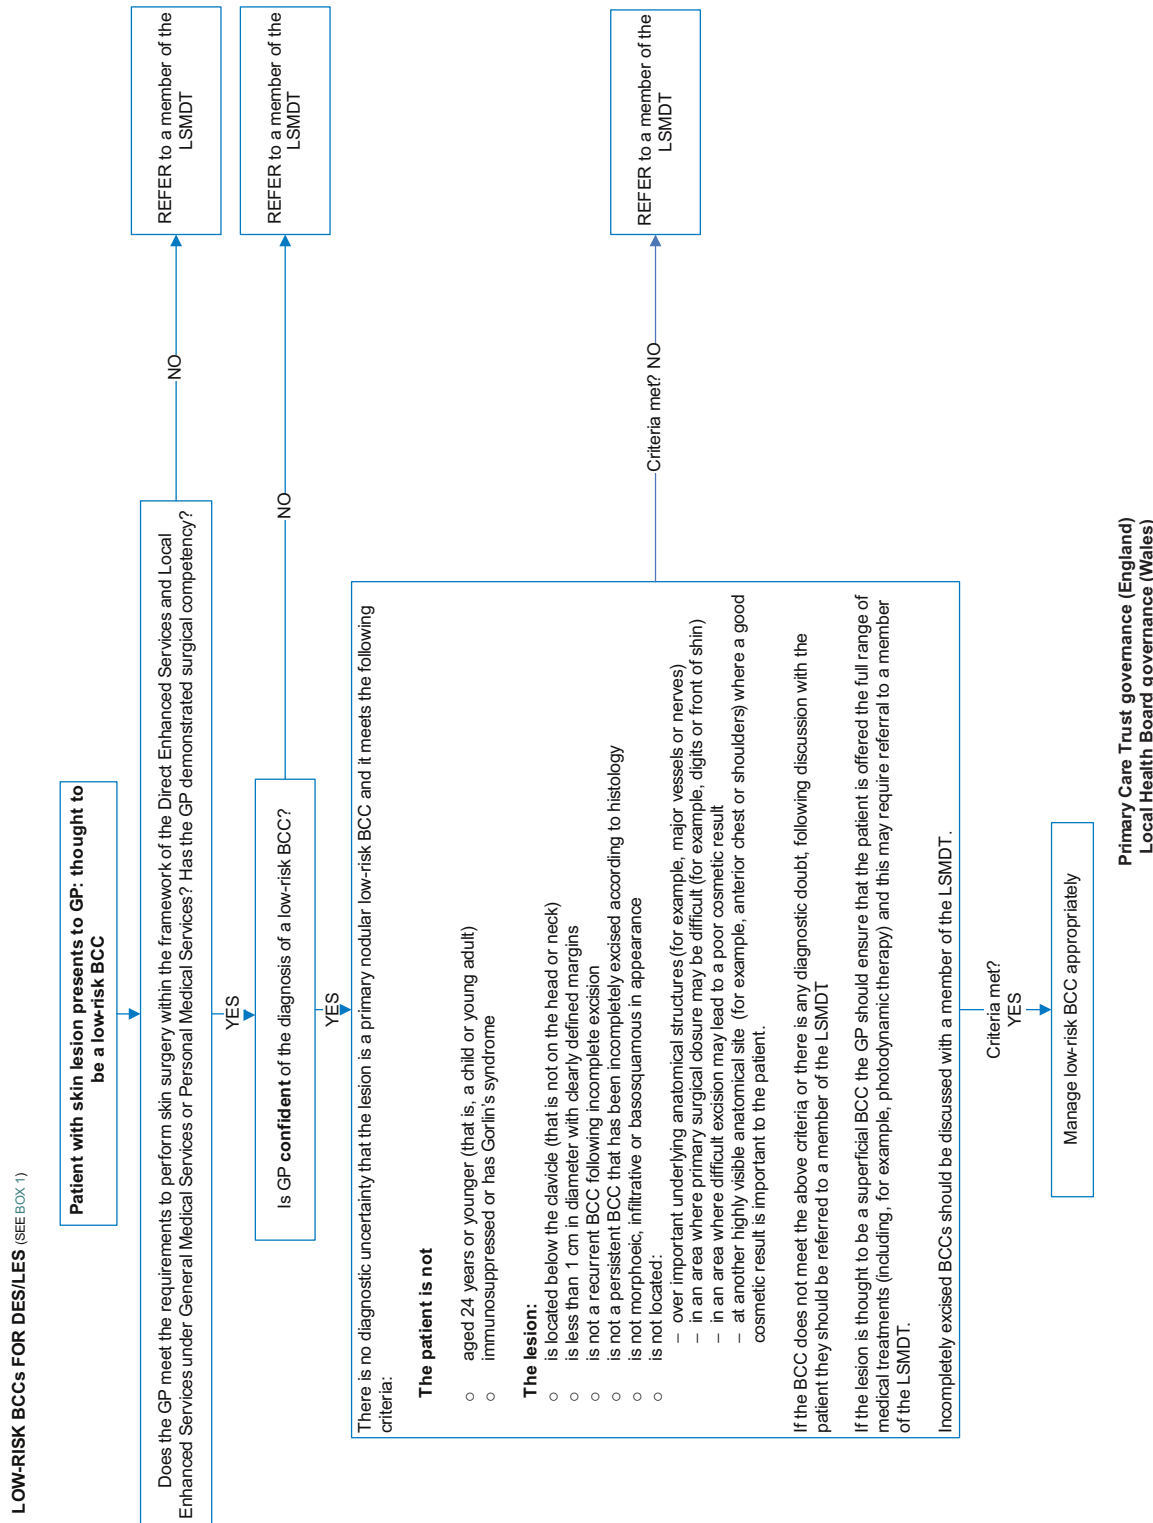 LOW-RISK BCCs FOR DES/LES (SEE BOX 1)
Patient with skin lesion presents to GP: thought to
be a low-risk BCC
Does the GP meet the requirements to perform skin surgery within the framework of the Direct Enhanced Services and Local
Enhanced Services under General Medical Services or Personal Medical Services? Has the GP demonstrated surgical competency?
NO
REFER to a member of the
LSMDT
YES
Is GP confident of the diagnosis of a low-risk BCC?
NO
REFER to a member of the
LSMDT
YES
There is no diagnostic uncertainty that the lesion is a primary nodular low-risk BCC and it meets the following
criteria:
The patient is not
○ aged 24 years or younger (that is, a child or young adult)
○ immunosuppressed or has Gorlin's syndrome
The lesion:
○ is located below the clavicle (that is not on the head or neck)
○ is less than 1 cm in diameter with clearly defined margins
○ is not a recurrent BCC following incomplete excision
○ is not a persistent BCC that has been incompletely excised according to histology
○ is not morphoeic, infiltrative or basosquamous in appearance
○ is not located:
– over important underlying anatomical structures (for example, major vessels or nerves)
– in an area where primary surgical closure may be difficult (for example, digits or front of shin)
– in an area where difficult excision may lead to a poor cosmetic result
– at another highly visible anatomical site (for example, anterior chest or shoulders) where a good
cosmetic result is important to the patient.
If the BCC does not meet the above criteria, or there is any diagnostic doubt, following discussion with the
patient they should be referred to a member of the LSMDT
If the lesion is thought to be a superficial BCC the GP should ensure that the patient is offered the full range of
medical treatments (including, for example, photodynamic therapy) and this may require referral to a member
of the LSMDT.
Incompletely excised BCCs should be discussed with a member of the LSMDT.
Criteria met? NO
REFER to a member of the
LSMDT
Criteria met?
YES
Manage low-risk BCC appropriately
Primary Care Trust governance (England)
Local Health Board governance (Wales)